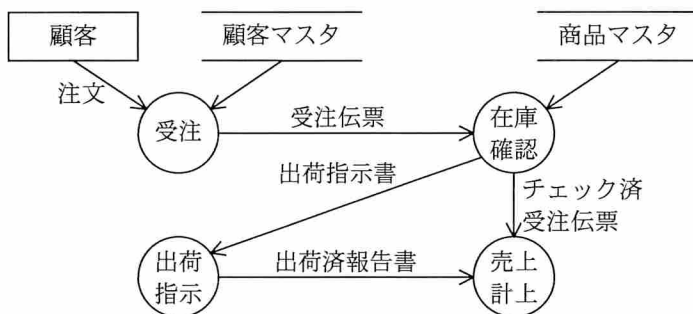 顧客
顧客マスタ
商品マスタ
注文
受注
受注伝票
在庫
確認
出荷指示書
チェック済
受注伝票
出荷
指示
出荷済報告書
売上
計上